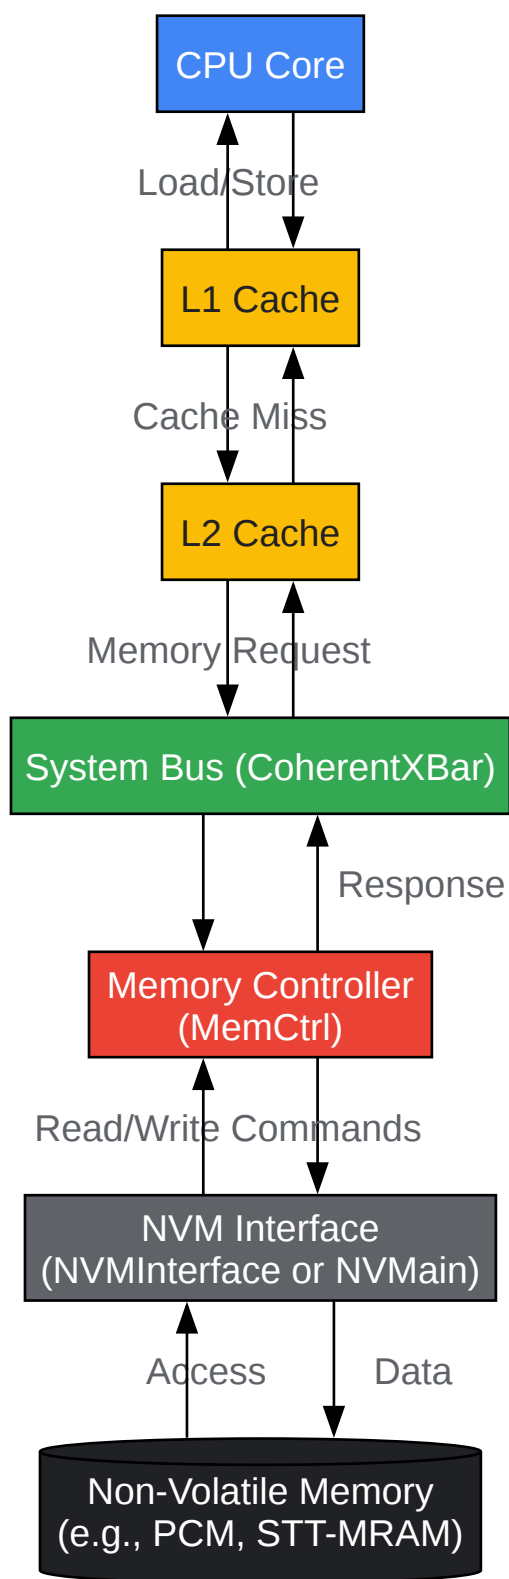 CPU Core
Load/Store
L1 Cache
Cache Miss
L2 Cache
Memory Request
System Bus (CoherentXBar)
Response
Memory Controller
(MemCtrl)
Read/Write Commands
NVM Interface
(NVMInterface or NVMain)
Access
Data
Non-Volatile Memory
(e.g., PCM, STT-MRAM)